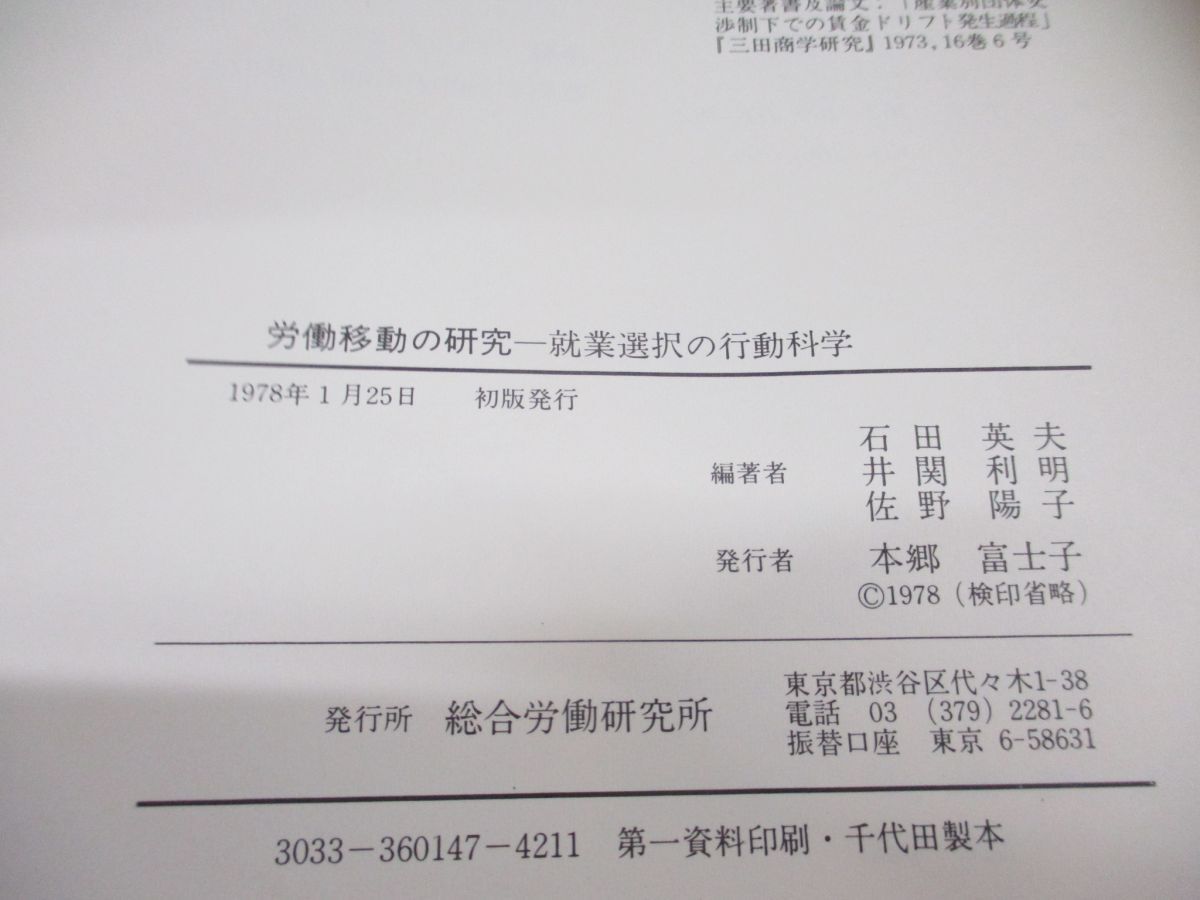 主要著書及論文:「産業別団体交
渉制下での賃金ドリフト発生過程」
『三田商学研究』1973, 16巻6号
労働移動の研究―就業選択の行動科学
1978年1月25日 初版発行
編著者
石田 英夫
井関 利明
佐野 陽子
発行者 本郷 富士子
©1978（検印省略）
発行所 総合労働研究所
東京都渋谷区代々木1-38
電話 03 (379) 2281-6
振替口座 東京 6-58631
3033-360147-4211 第一資料印刷・千代田製本